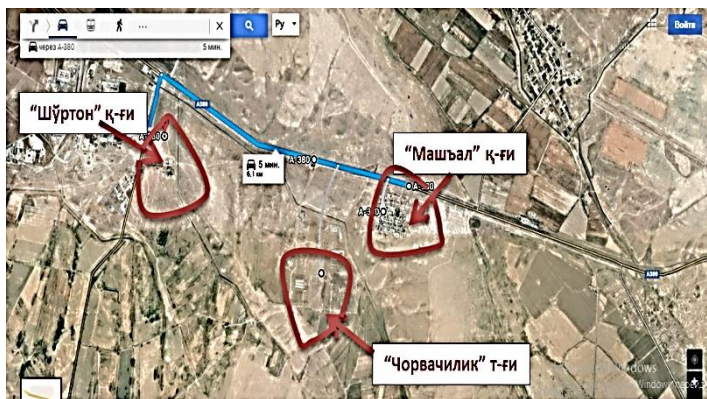 ...
Ру
Войти
через A-380
5 мин.
A380
“Шўртон” қ-ғи
“Машъал” қ-ғи
5 мин.
6,1 км
A-380
A380
“Чорвачилик” т-ғи